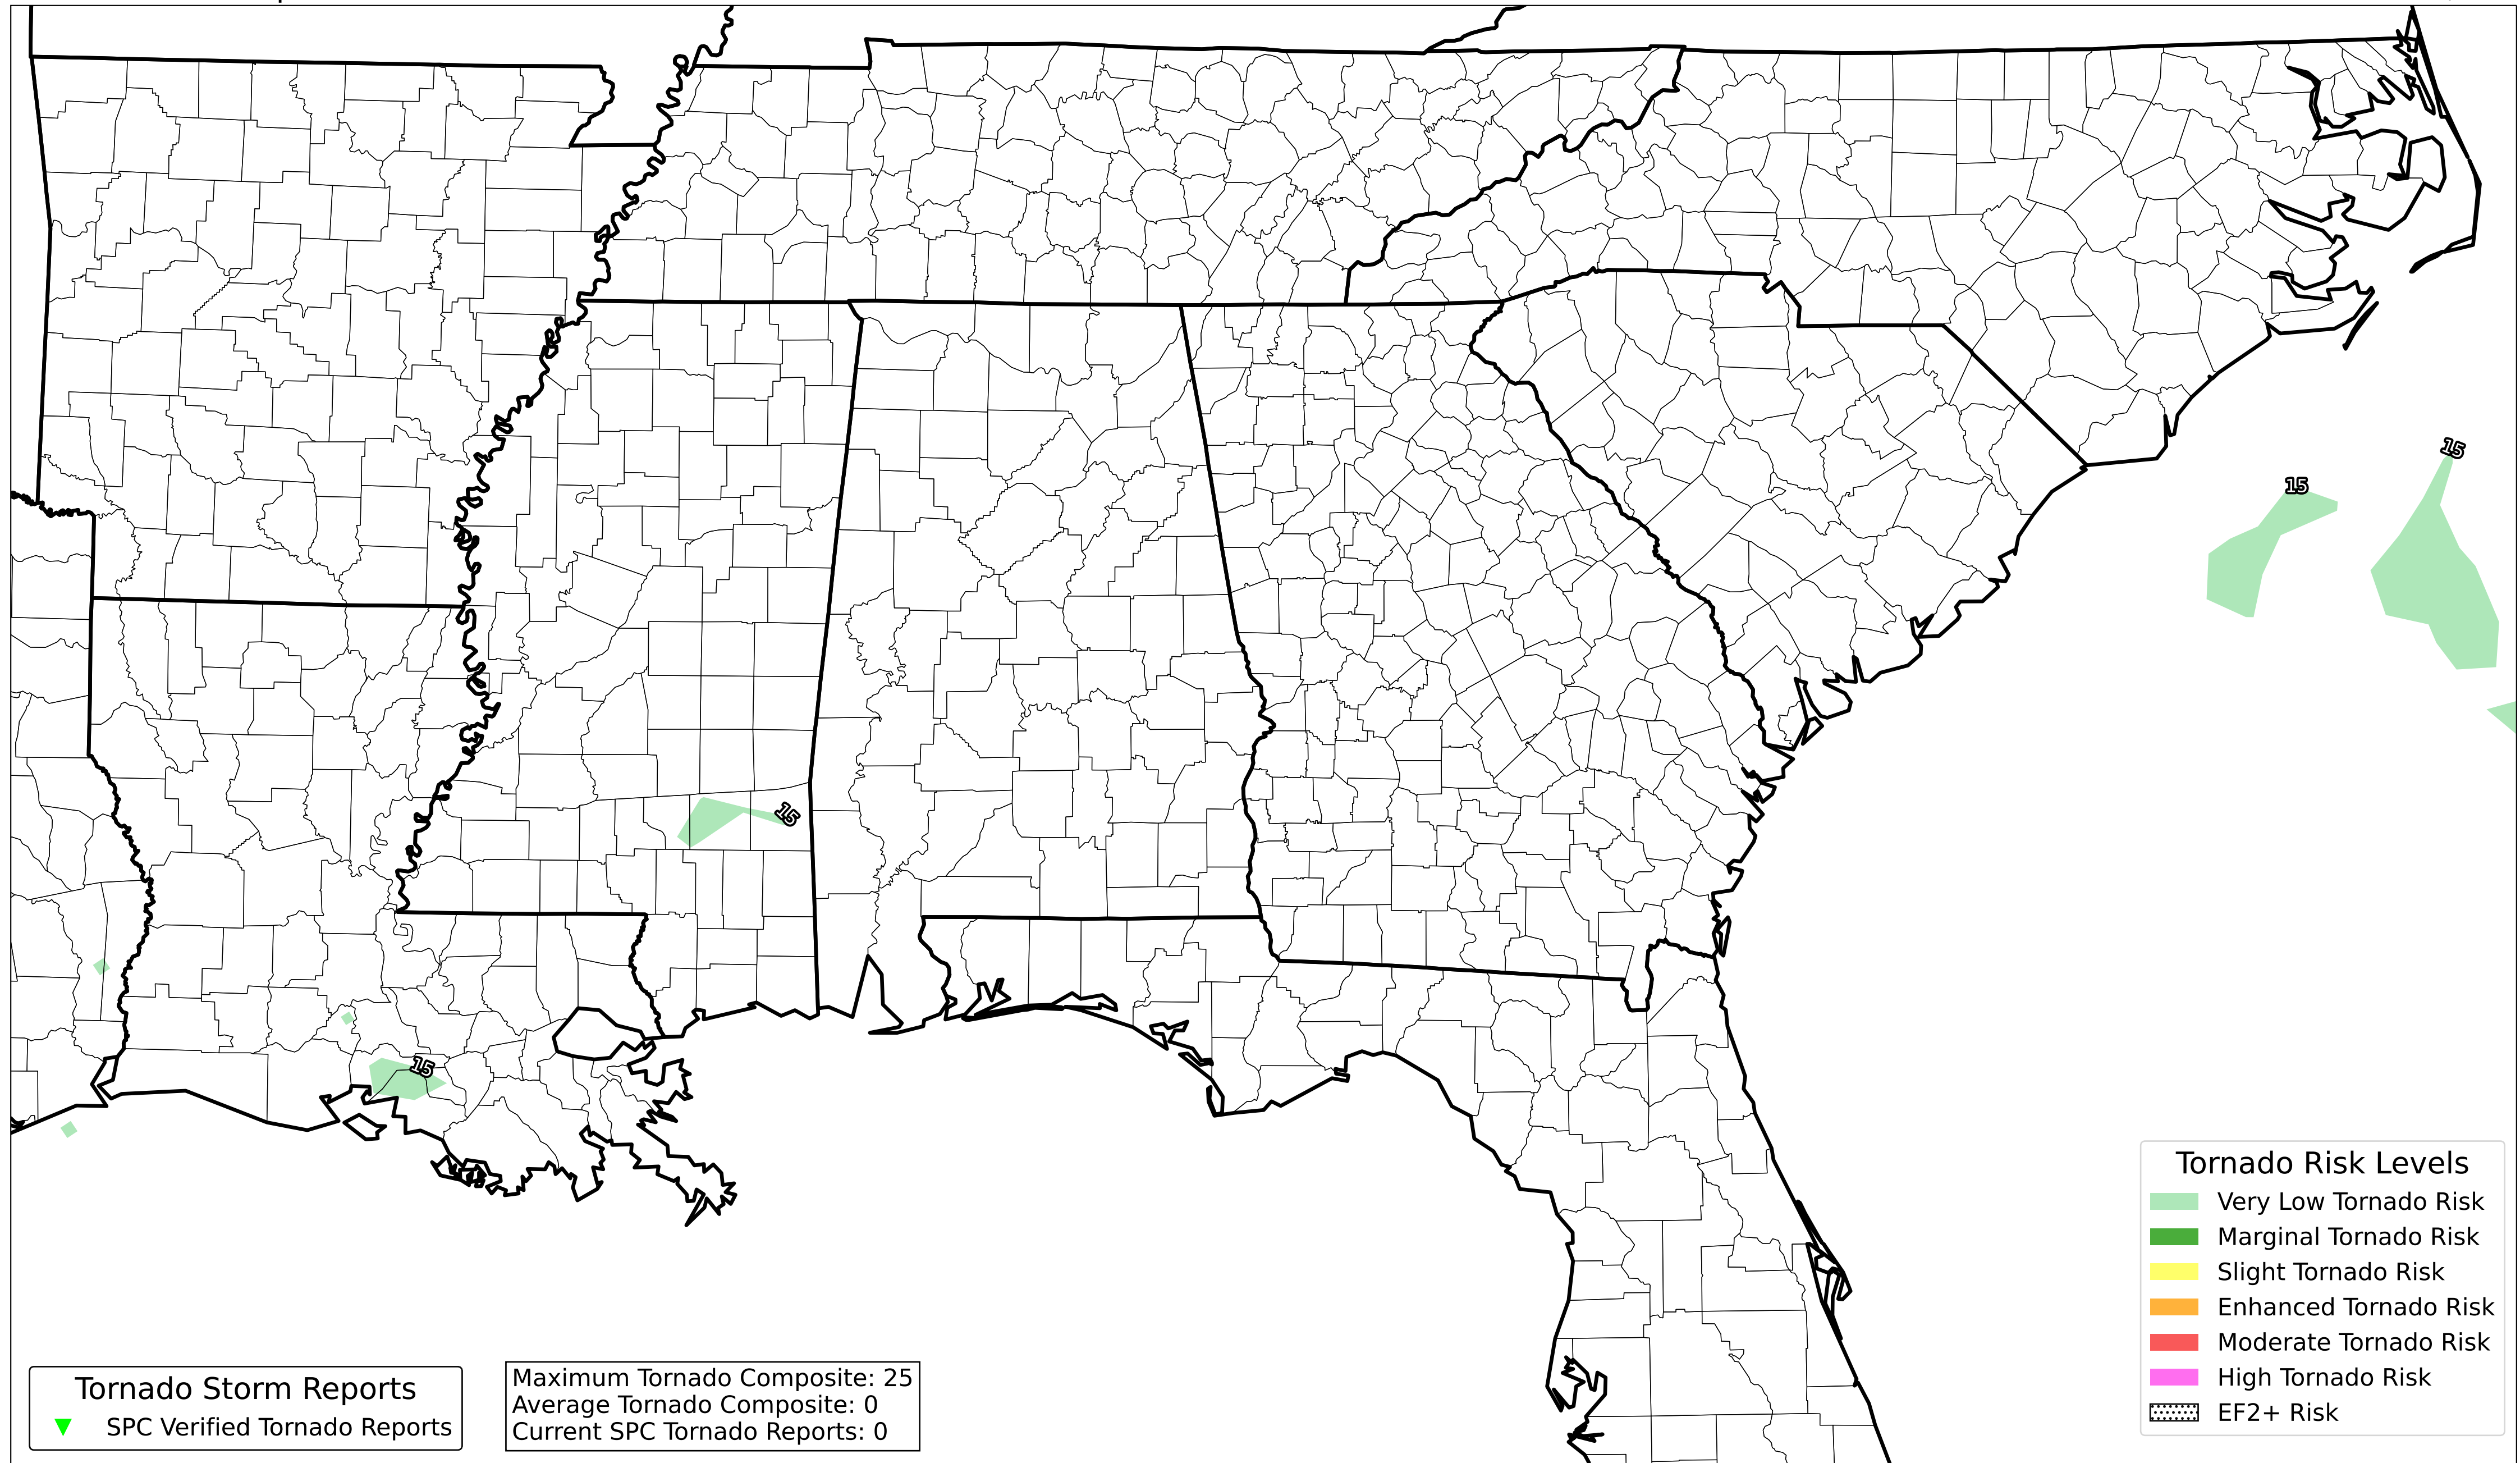 15
15
15
15
Tornado Risk Levels
Very Low Tornado Risk
Marginal Tornado Risk
Slight Tornado Risk
Enhanced Tornado Risk
Moderate Tornado Risk
High Tornado Risk
EF2+ Risk
Tornado Storm Reports
SPC Verified Tornado Reports
Maximum Tornado Composite: 25
Average Tornado Composite: 0
Current SPC Tornado Reports: 0